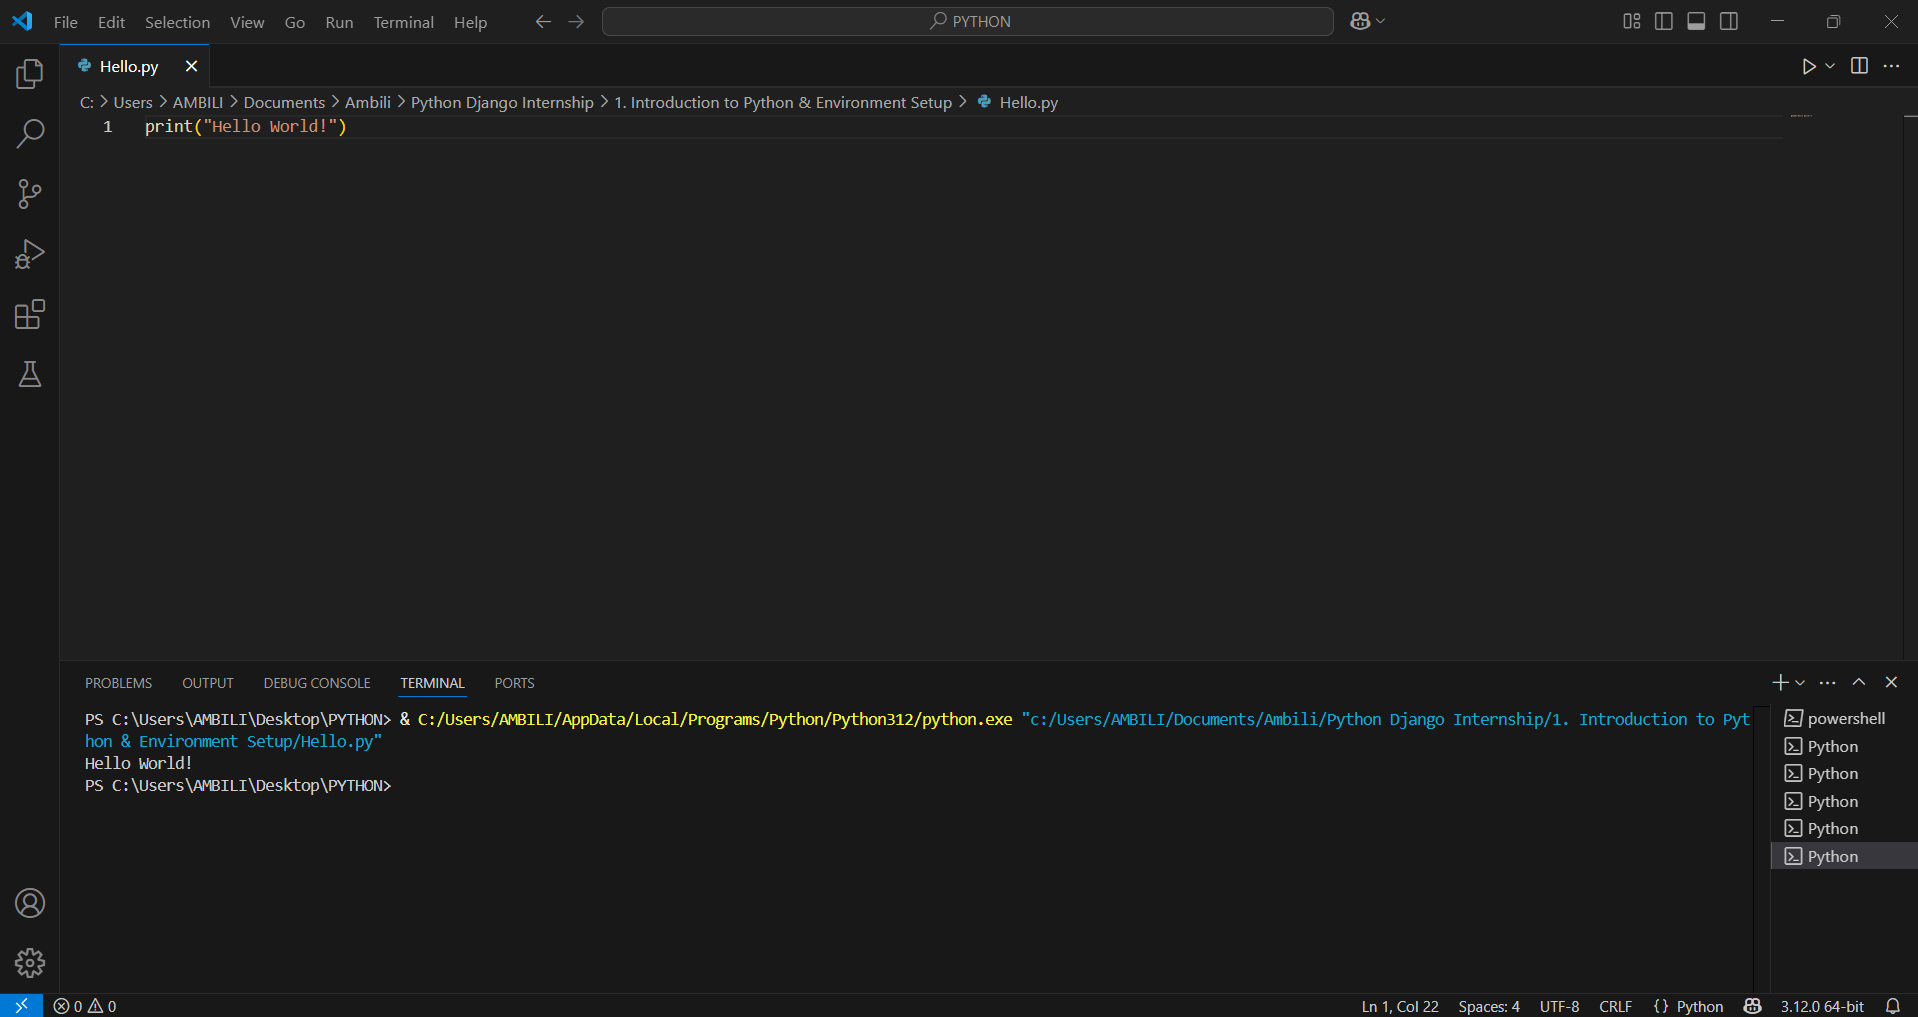 File Edit Selection View Go Run Terminal Help PYTHON
Hello.py
C: > Users > AMBILI > Documents > Ambili > Python Django Internship > 1. Introduction to Python & Environment Setup > Hello.py
1 print("Hello World!")
PROBLEMS OUTPUT DEBUG CONSOLE TERMINAL PORTS
PS C:\Users\AMBILI\Desktop\PYTHON> & C:/Users/AMBILI/AppData/Local/Programs/Python/Python312/python.exe "c:/Users/AMBILI/Documents/Ambili/Python Django Internship/1. Introduction to Pyt
hon & Environment Setup/Hello.py"
Hello World!
PS C:\Users\AMBILI\Desktop\PYTHON>
powershell
Python
Python
Python
Python
Python
0 0 Ln 1, Col 22 Spaces: 4 UTF-8 CRLF {} Python 3.12.0 64-bit